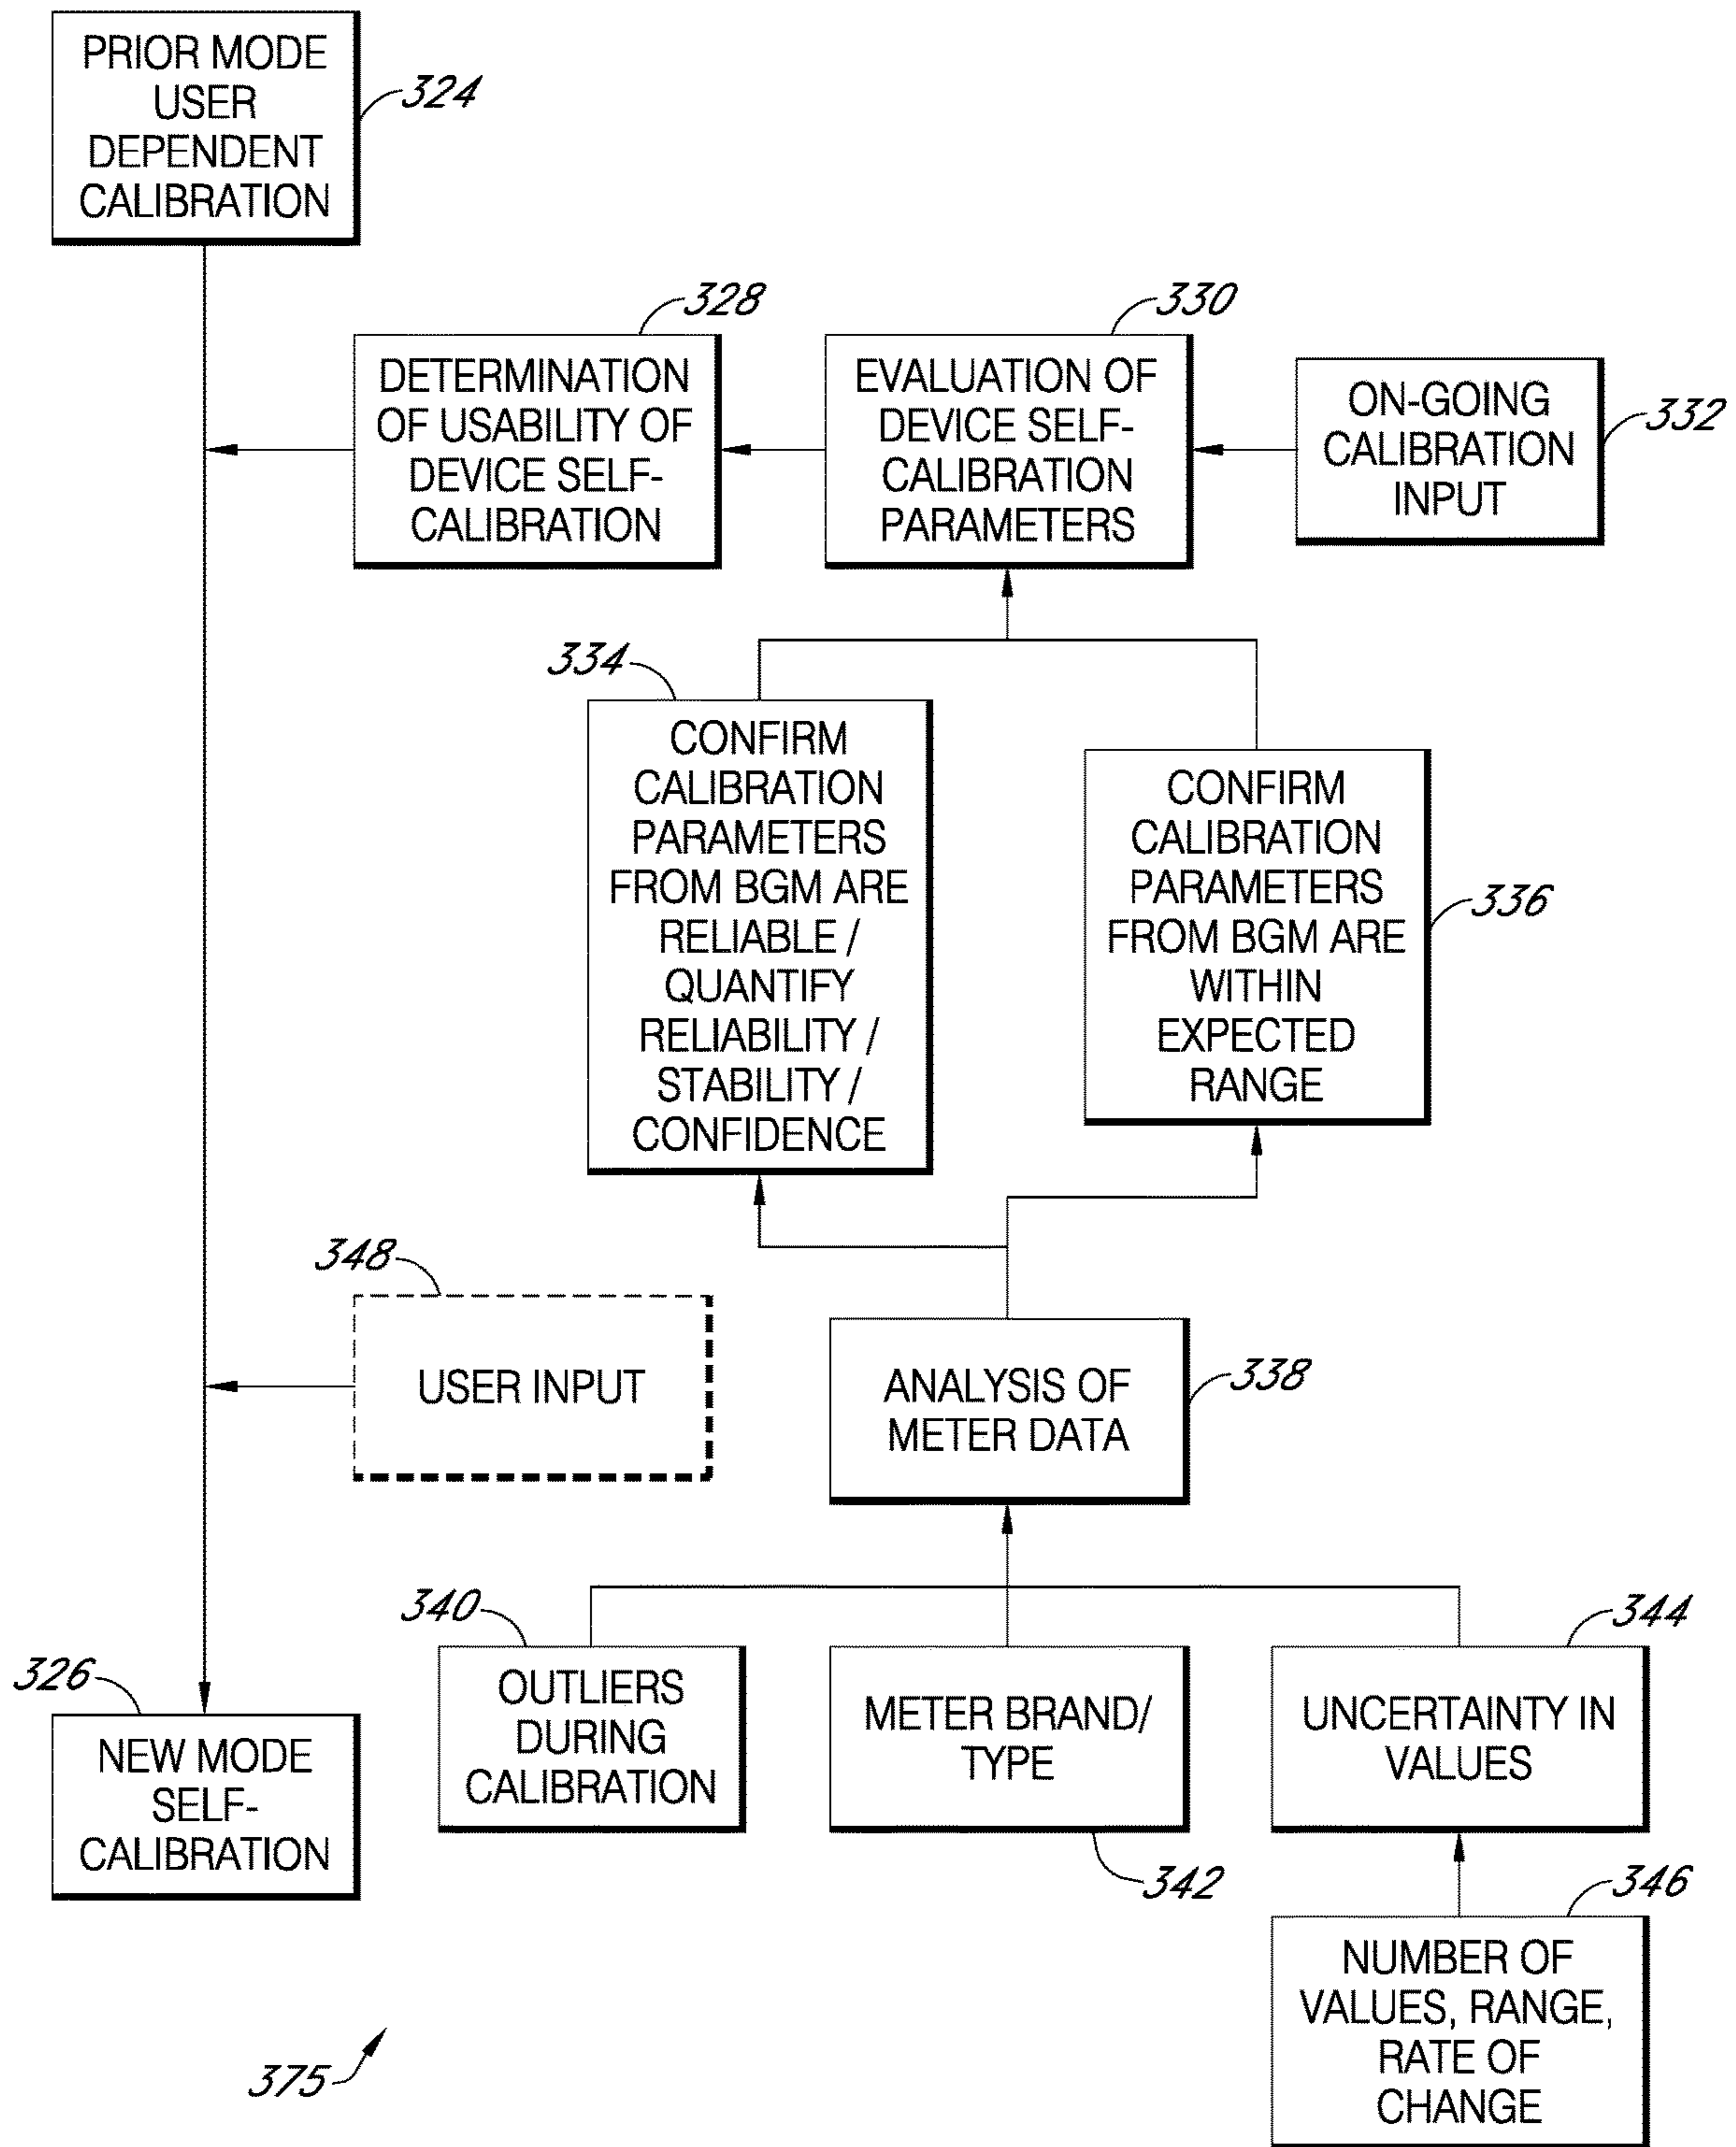 PRIOR MODE
USER
DEPENDENT
CALIBRATION
324
328
DETERMINATION
OF USABILITY OF
DEVICE SELF-
CALIBRATION
330
EVALUATION OF
DEVICE SELF-
CALIBRATION
PARAMETERS
ON-GOING
CALIBRATION
INPUT
332
334
CONFIRM
CALIBRATION
PARAMETERS
FROM BGM ARE
RELIABLE /
QUANTIFY
RELIABILITY /
STABILITY /
CONFIDENCE
CONFIRM
CALIBRATION
PARAMETERS
FROM BGM ARE
WITHIN
EXPECTED
RANGE
336
348
USER INPUT
ANALYSIS OF
METER DATA
338
326
NEW MODE
SELF-
CALIBRATION
340
OUTLIERS
DURING
CALIBRATION
METER BRAND/
TYPE
342
344
UNCERTAINTY IN
VALUES
346
NUMBER OF
VALUES, RANGE,
RATE OF
CHANGE
375